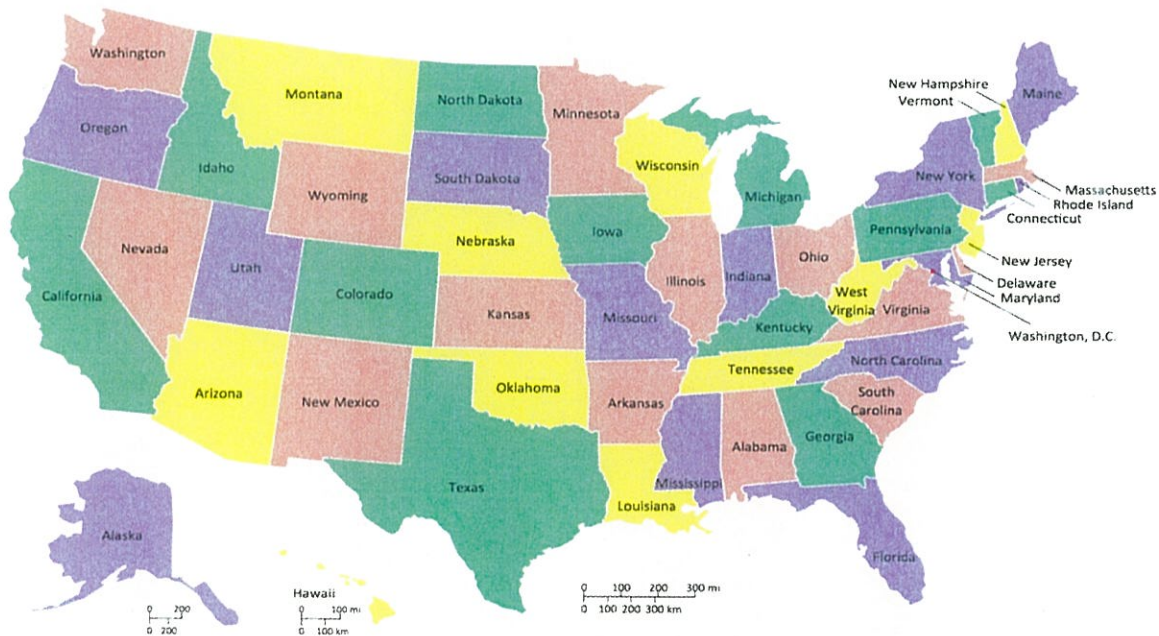 Washington
Montana
North Dakota
Minnesota
New Hampshire
Vermont
Maine
Oregon
Idaho
Wyoming
South Dakota
Wisconsin
Michigan
New York
Massachusetts
Rhode Island
Connecticut
Nevada
Utah
Colorado
Nebraska
Iowa
Illinois
Indiana
Ohio
Pennsylvania
New Jersey
Delaware
Maryland
Washington, D.C.
California
Kansas
Missouri
Kentucky
West
Virginia
Virginia
Arizona
New Mexico
Oklahoma
Arkansas
Tennessee
North Carolina
South
Carolina
Texas
Louisiana
Mississippi
Alabama
Georgia
Florida
Alaska
0 200
0 200
Hawaii
0 100 mi
0 100 km
0 100 200 300 mi
0 100 200 300 km